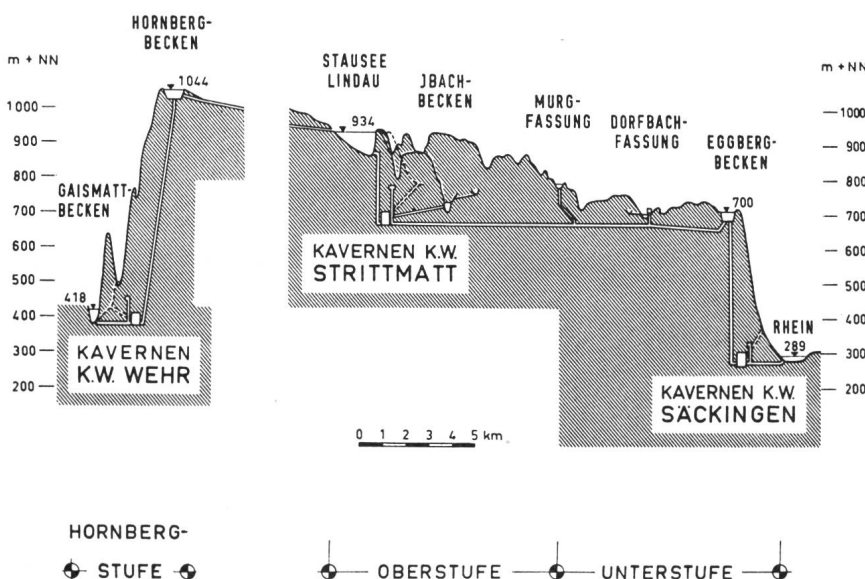 HORNBERG-
BECKEN
m + NN
1044
1000
900
800
700
600
500
400
300
200
GAISMATT-
BECKEN
418
KAVERNEN
K.W. WEHR
STAUSEE
LINDAU
934
JBACH-
BECKEN
MURG-
FASSUNG
DORFBACH-
FASSUNG
EGGBERG-
BECKEN
700
KAVERNEN K.W.
STRITTMATT
RHEIN
289
KAVERNEN K.W.
SÄCKINGEN
m + NN
1000
900
800
700
600
500
400
300
200
0 1 2 3 4 5 km
HORNBERG-
STUFE
OBERSTUFE
UNTERSTUFE